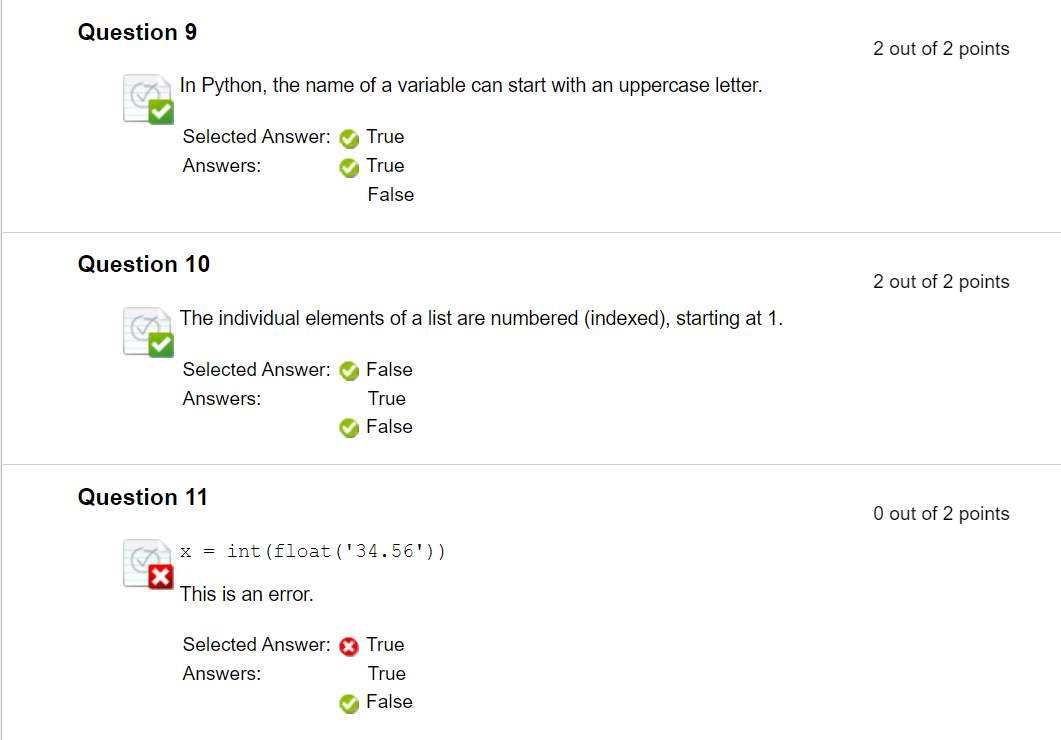 Question 9
2 out of 2 points
In Python, the name of a variable can start with an uppercase letter.
Selected Answer: True
Answers: True
False
Question 10
2 out of 2 points
The individual elements of a list are numbered (indexed), starting at 1.
Selected Answer: False
Answers: True
False
Question 11
0 out of 2 points
x = int(float('34.56'))
This is an error.
Selected Answer: True
Answers: True
False